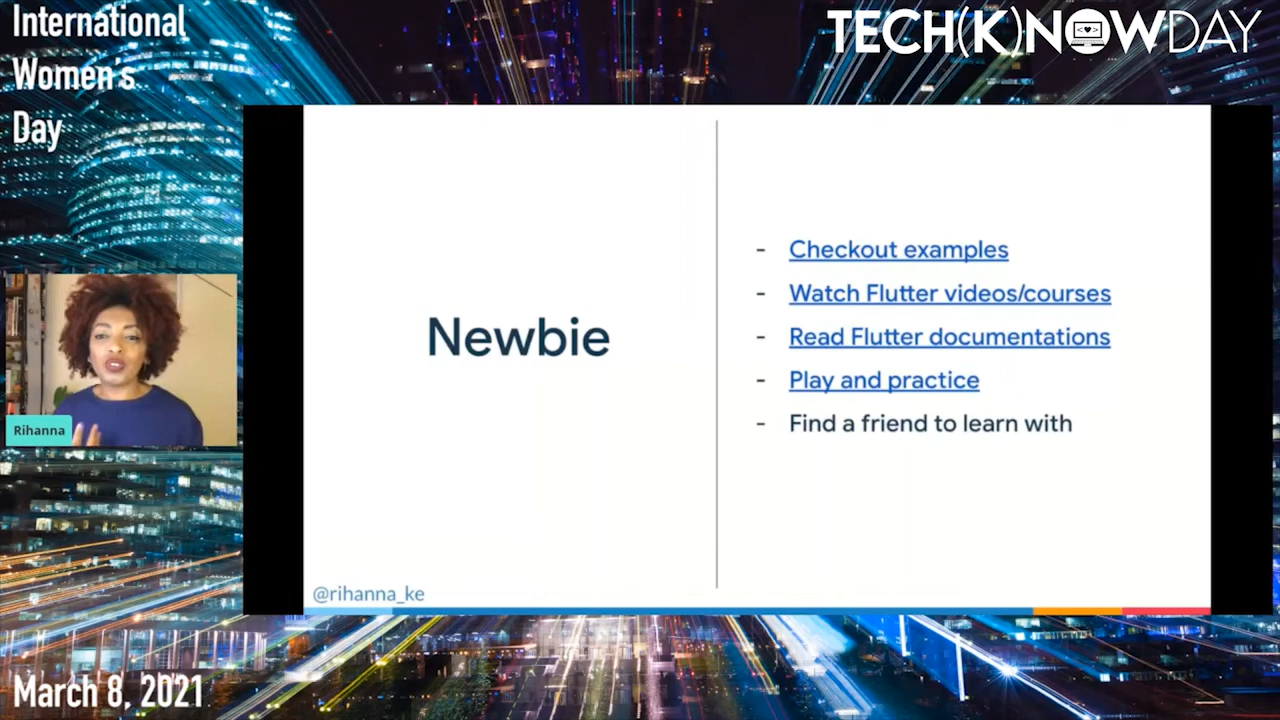 International
Women's
Day
TECH(K)NOWDAY
Newbie
- Checkout examples
- Watch Flutter videos/courses
- Read Flutter documentations
- Play and practice
- Find a friend to learn with
Rihanna
@rihanna_ke
March 8, 2021